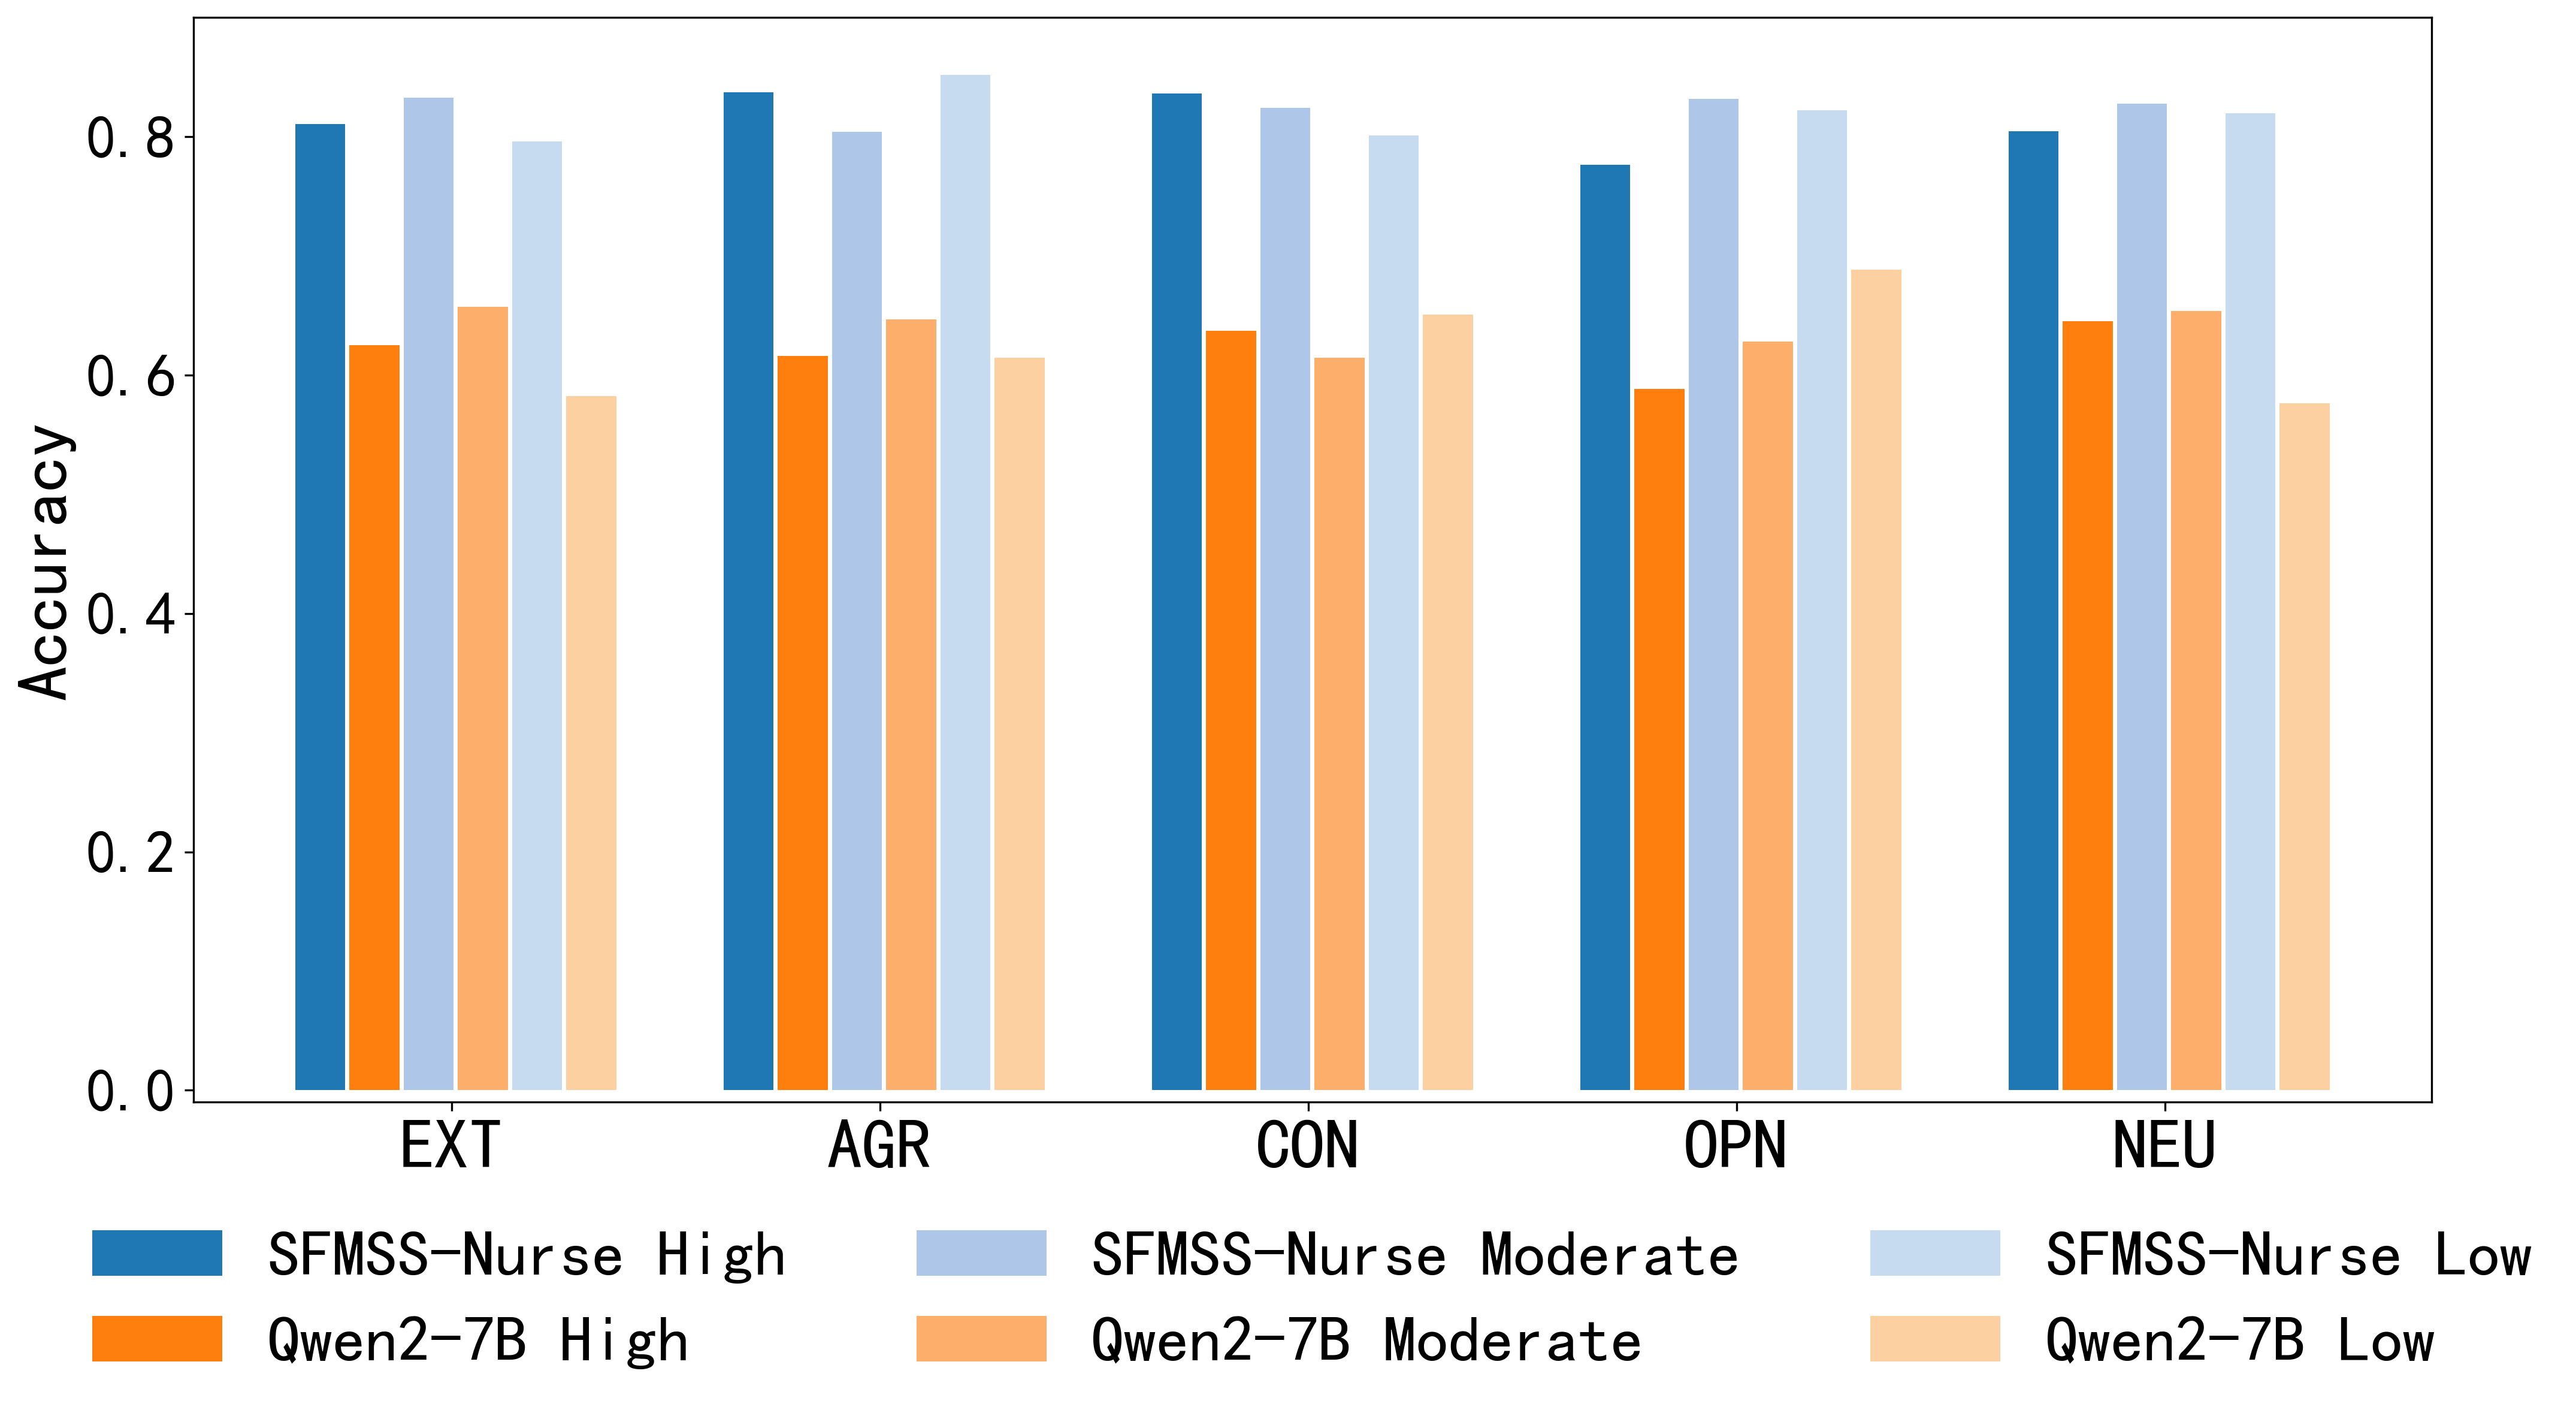 Accuracy
0.8
0.6
0.4
0.2
0.0
EXT AGR CON OPN NEU
SFMSS-Nurse High SFMSS-Nurse Moderate SFMSS-Nurse Low
Qwen2-7B High Qwen2-7B Moderate Qwen2-7B Low